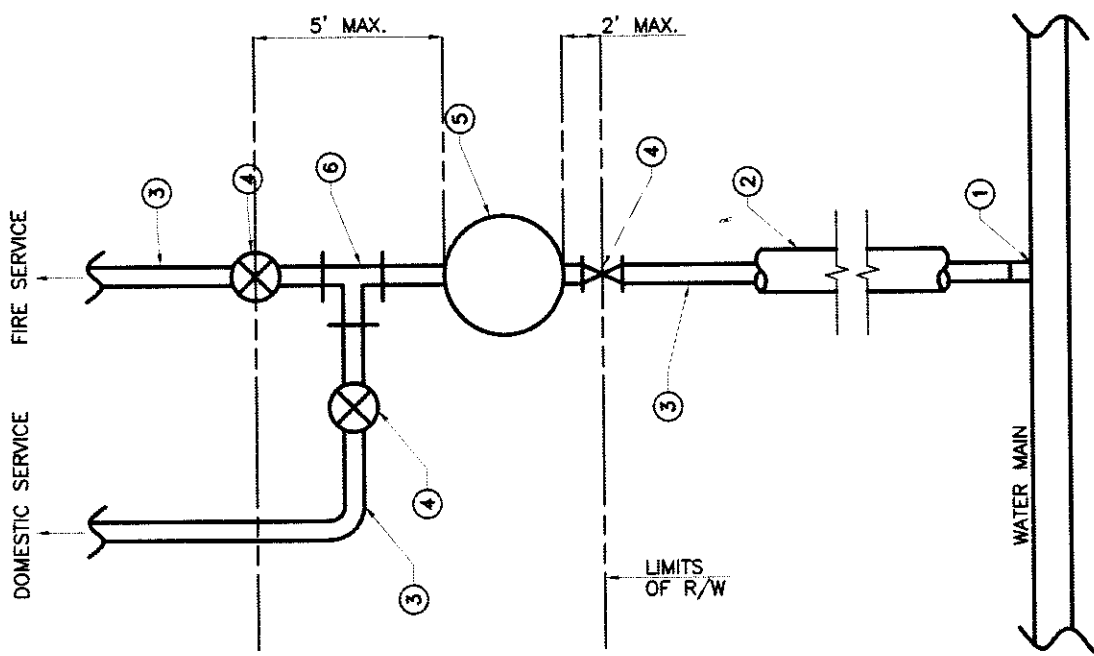 5' MAX.
2' MAX.
FIRE SERVICE
DOMESTIC SERVICE
3
4
6
5
4
2
1
3
4
3
LIMITS
OF R/W
WATER MAIN